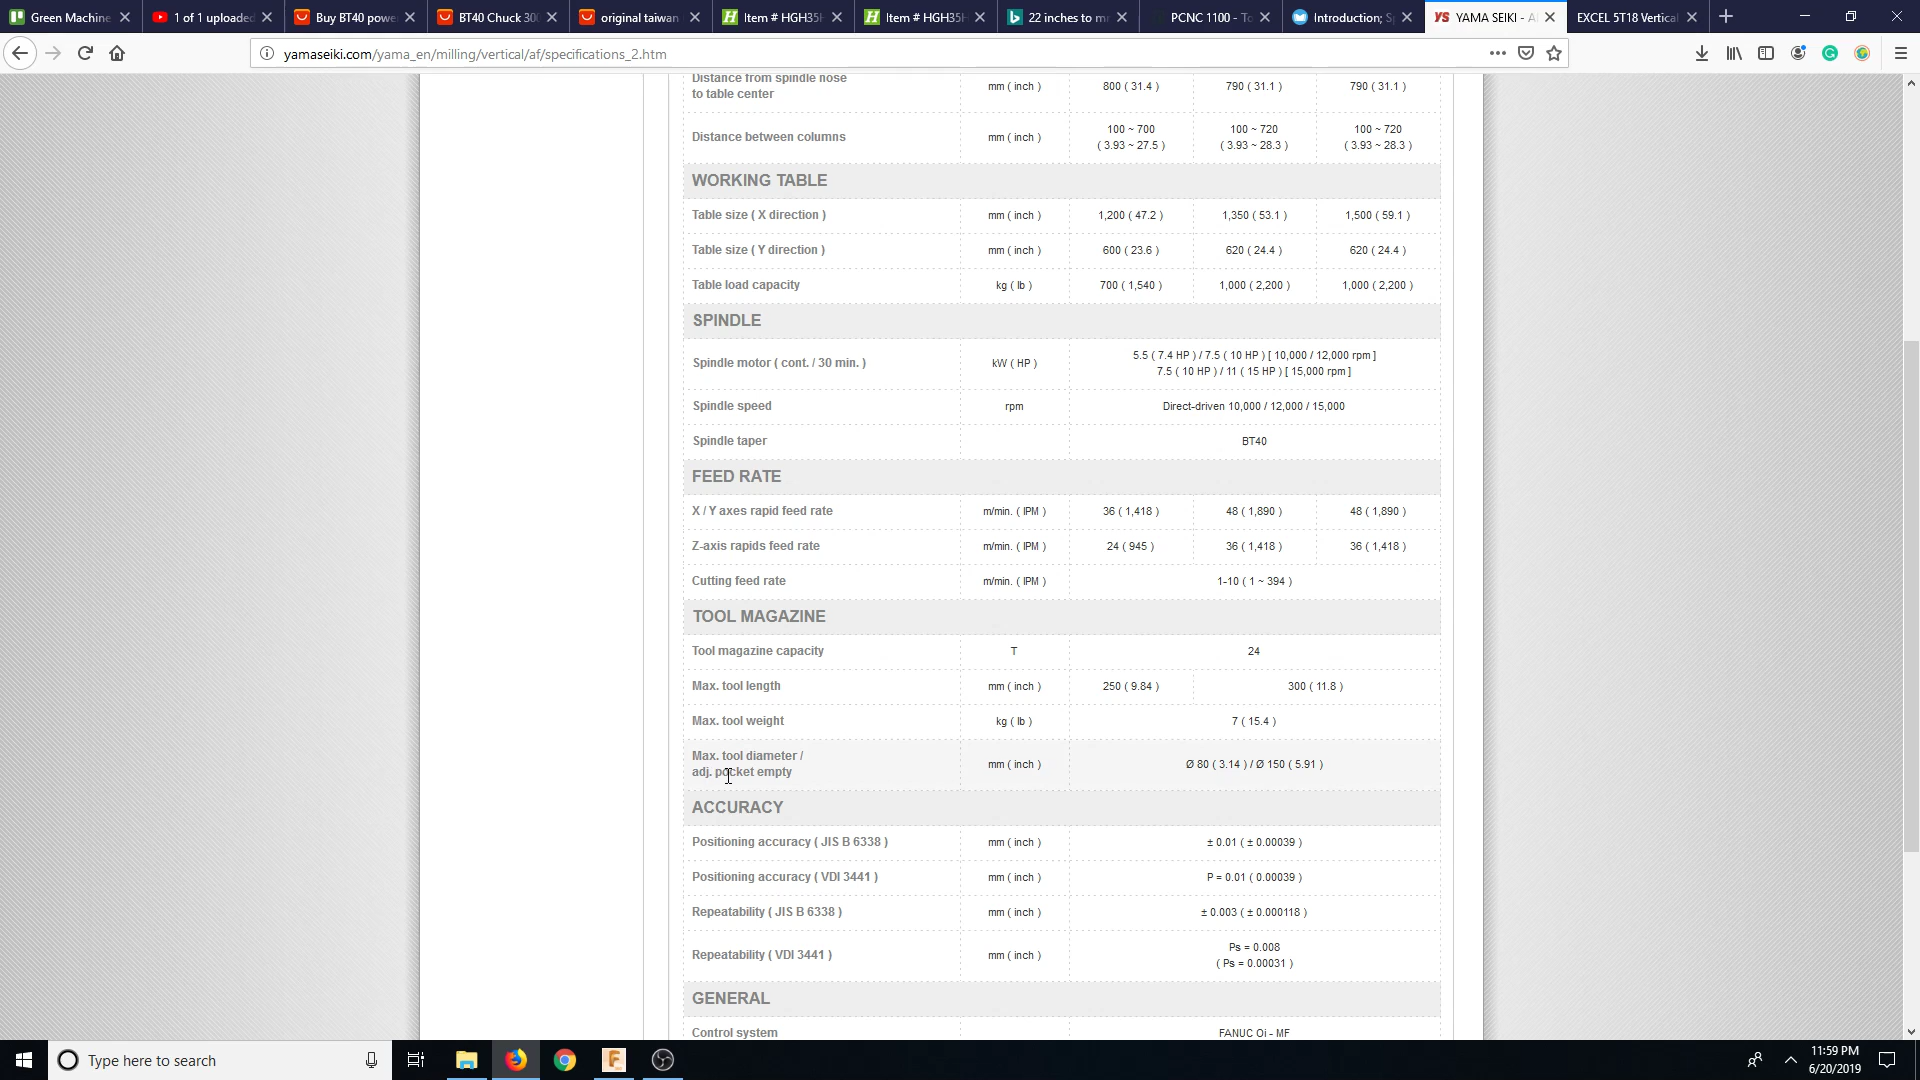 Green Machine
1 of 1 uploaded
Buy BT40 powe
BT40 Chuck 300
original taiwan
Item # HGH35H
Item # HGH35H
22 inches to m
PCNC 1100 - To
Introduction; Sp
YAMA SEIKI - A
EXCEL 5T18 Vertical
yamaseiki.com/yama_en/milling/vertical/af/specifications_2.htm
Distance from spindle nose
to table center
mm ( inch )
800 ( 31.4 )
790 ( 31.1 )
790 ( 31.1 )
Distance between columns
mm ( inch )
100 ~ 700
( 3.93 ~ 27.5 )
100 ~ 720
( 3.93 ~ 28.3 )
100 ~ 720
( 3.93 ~ 28.3 )
WORKING TABLE
Table size ( X direction )
mm ( inch )
1,200 ( 47.2 )
1,350 ( 53.1 )
1,500 ( 59.1 )
Table size ( Y direction )
mm ( inch )
600 ( 23.6 )
620 ( 24.4 )
620 ( 24.4 )
Table load capacity
kg ( lb )
700 ( 1,540 )
1,000 ( 2,200 )
1,000 ( 2,200 )
SPINDLE
Spindle motor ( cont. / 30 min. )
kW ( HP )
5.5 ( 7.4 HP ) / 7.5 ( 10 HP ) [ 10,000 / 12,000 rpm ]
7.5 ( 10 HP ) / 11 ( 15 HP ) [ 15,000 rpm ]
Spindle speed
rpm
Direct-driven 10,000 / 12,000 / 15,000
Spindle taper
BT40
FEED RATE
X / Y axes rapid feed rate
m/min. ( IPM )
36 ( 1,418 )
48 ( 1,890 )
48 ( 1,890 )
Z-axis rapids feed rate
m/min. ( IPM )
24 ( 945 )
36 ( 1,418 )
36 ( 1,418 )
Cutting feed rate
m/min. ( IPM )
1-10 ( 1 ~ 394 )
TOOL MAGAZINE
Tool magazine capacity
T
24
Max. tool length
mm ( inch )
250 ( 9.84 )
300 ( 11.8 )
Max. tool weight
kg ( lb )
7 ( 15.4 )
Max. tool diameter /
adj. pocket empty
mm ( inch )
Ø 80 ( 3.14 ) / Ø 150 ( 5.91 )
ACCURACY
Positioning accuracy ( JIS B 6338 )
mm ( inch )
± 0.01 ( ± 0.00039 )
Positioning accuracy ( VDI 3441 )
mm ( inch )
P = 0.01 ( 0.00039 )
Repeatability ( JIS B 6338 )
mm ( inch )
± 0.003 ( ± 0.000118 )
Repeatability ( VDI 3441 )
mm ( inch )
Ps = 0.008
( Ps = 0.00031 )
GENERAL
Control system
FANUC Oi - MF
Type here to search
11:59 PM
6/20/2019